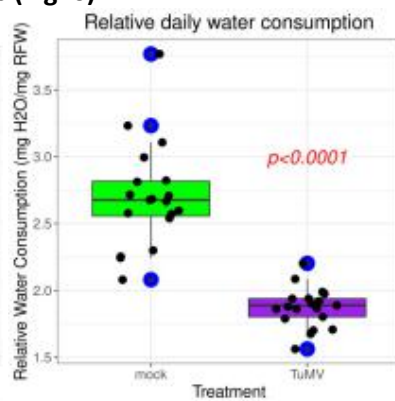 Relative daily water consumption
Relative Water Consumption (mg H2O/mg RFW)
3.5
3.0
2.5
2.0
1.5
p<0.0001
mock
TuMV
Treatment